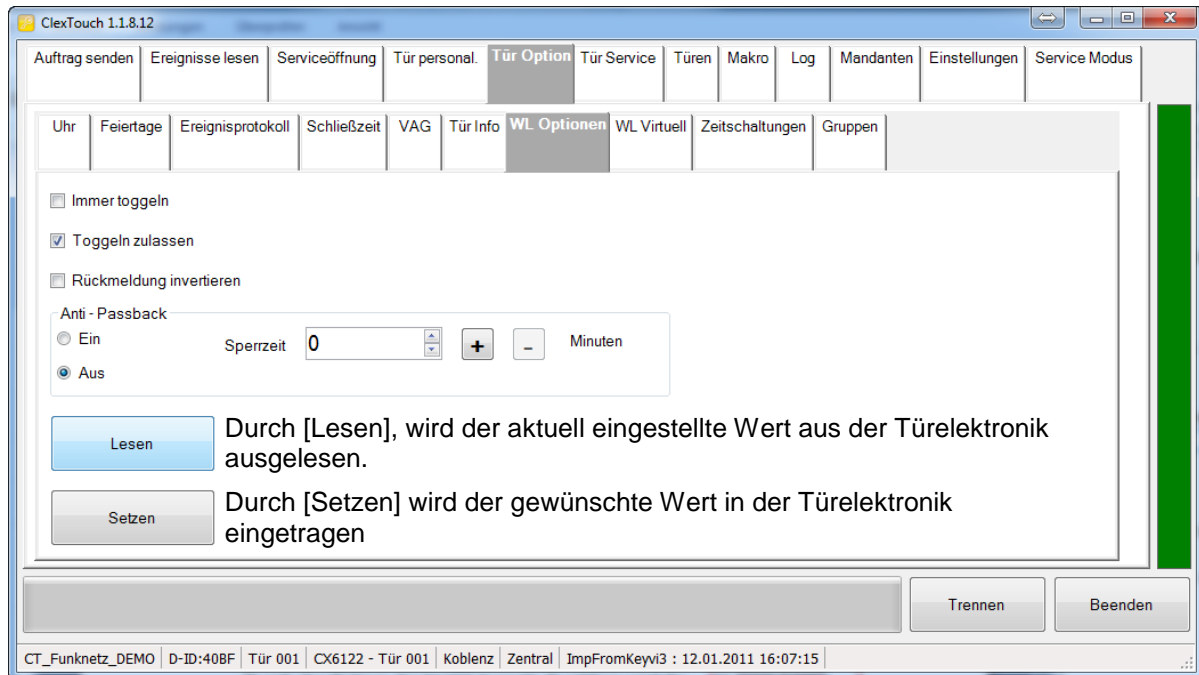 ClexTouch 1.1.8.12
Auftrag senden Ereignisse lesen Serviceöffnung Tür personal. Tür Option Tür Service Türen Makro Log Mandanten Einstellungen Service Modus
Uhr Feiertage Ereignisprotokoll Schließzeit VAG Tür Info WL Optionen WL Virtuell Zeitschaltungen Gruppen
Immer toggeln
Toggeln zulassen
Rückmeldung invertieren
Anti - Passback
Ein
Sperrzeit 0 + - Minuten
Aus
Lesen
Durch [Lesen], wird der aktuell eingestellte Wert aus der Türelektronik
ausgelesen.
Setzen
Durch [Setzen] wird der gewünschte Wert in der Türelektronik
eingetragen
Trennen Beenden
CT_Funknetz_DEMO D-ID:40BF Tür 001 CX6122 - Tür 001 Koblenz Zentral ImpFromKeyvi3 : 12.01.2011 16:07:15